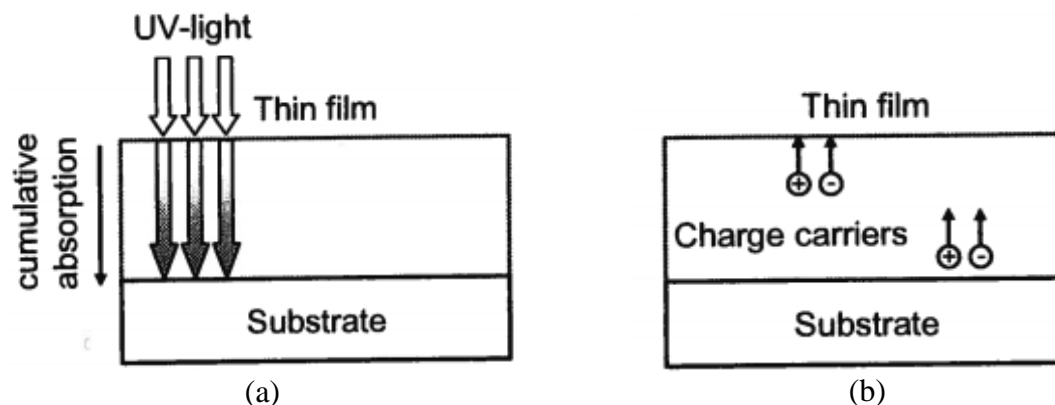 UV-light
Thin film
cumulative
absorption
Substrate
(a)
Thin film
+ -
+ -
Charge carriers
Substrate
(b)